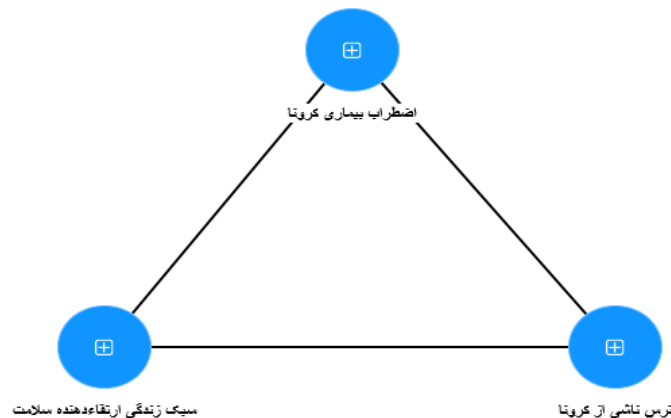 اضطراب بیماری کرونا
سبک زندگی ارتقاءدهنده سلامت
ترس ناشی از کرونا